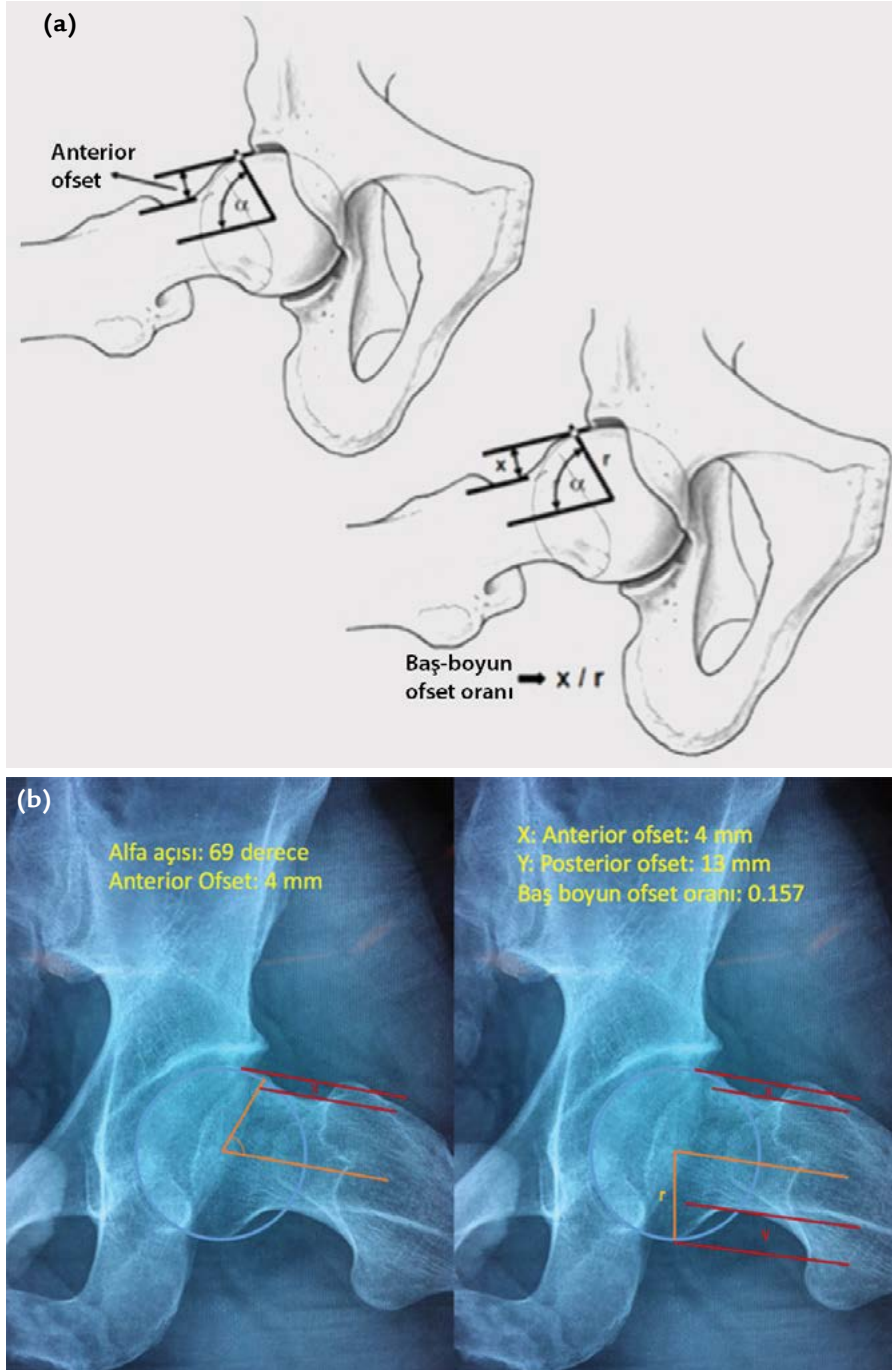 (a)
Anterior
ofset
α
x
r
α
Baş-boyun
ofset oranı
x / r
(b)
Alfa açısı: 69 derece
Anterior Ofset: 4 mm
X: Anterior ofset: 4 mm
Y: Posterior ofset: 13 mm
Baş boyun ofset oranı: 0.157
x
x
r
y